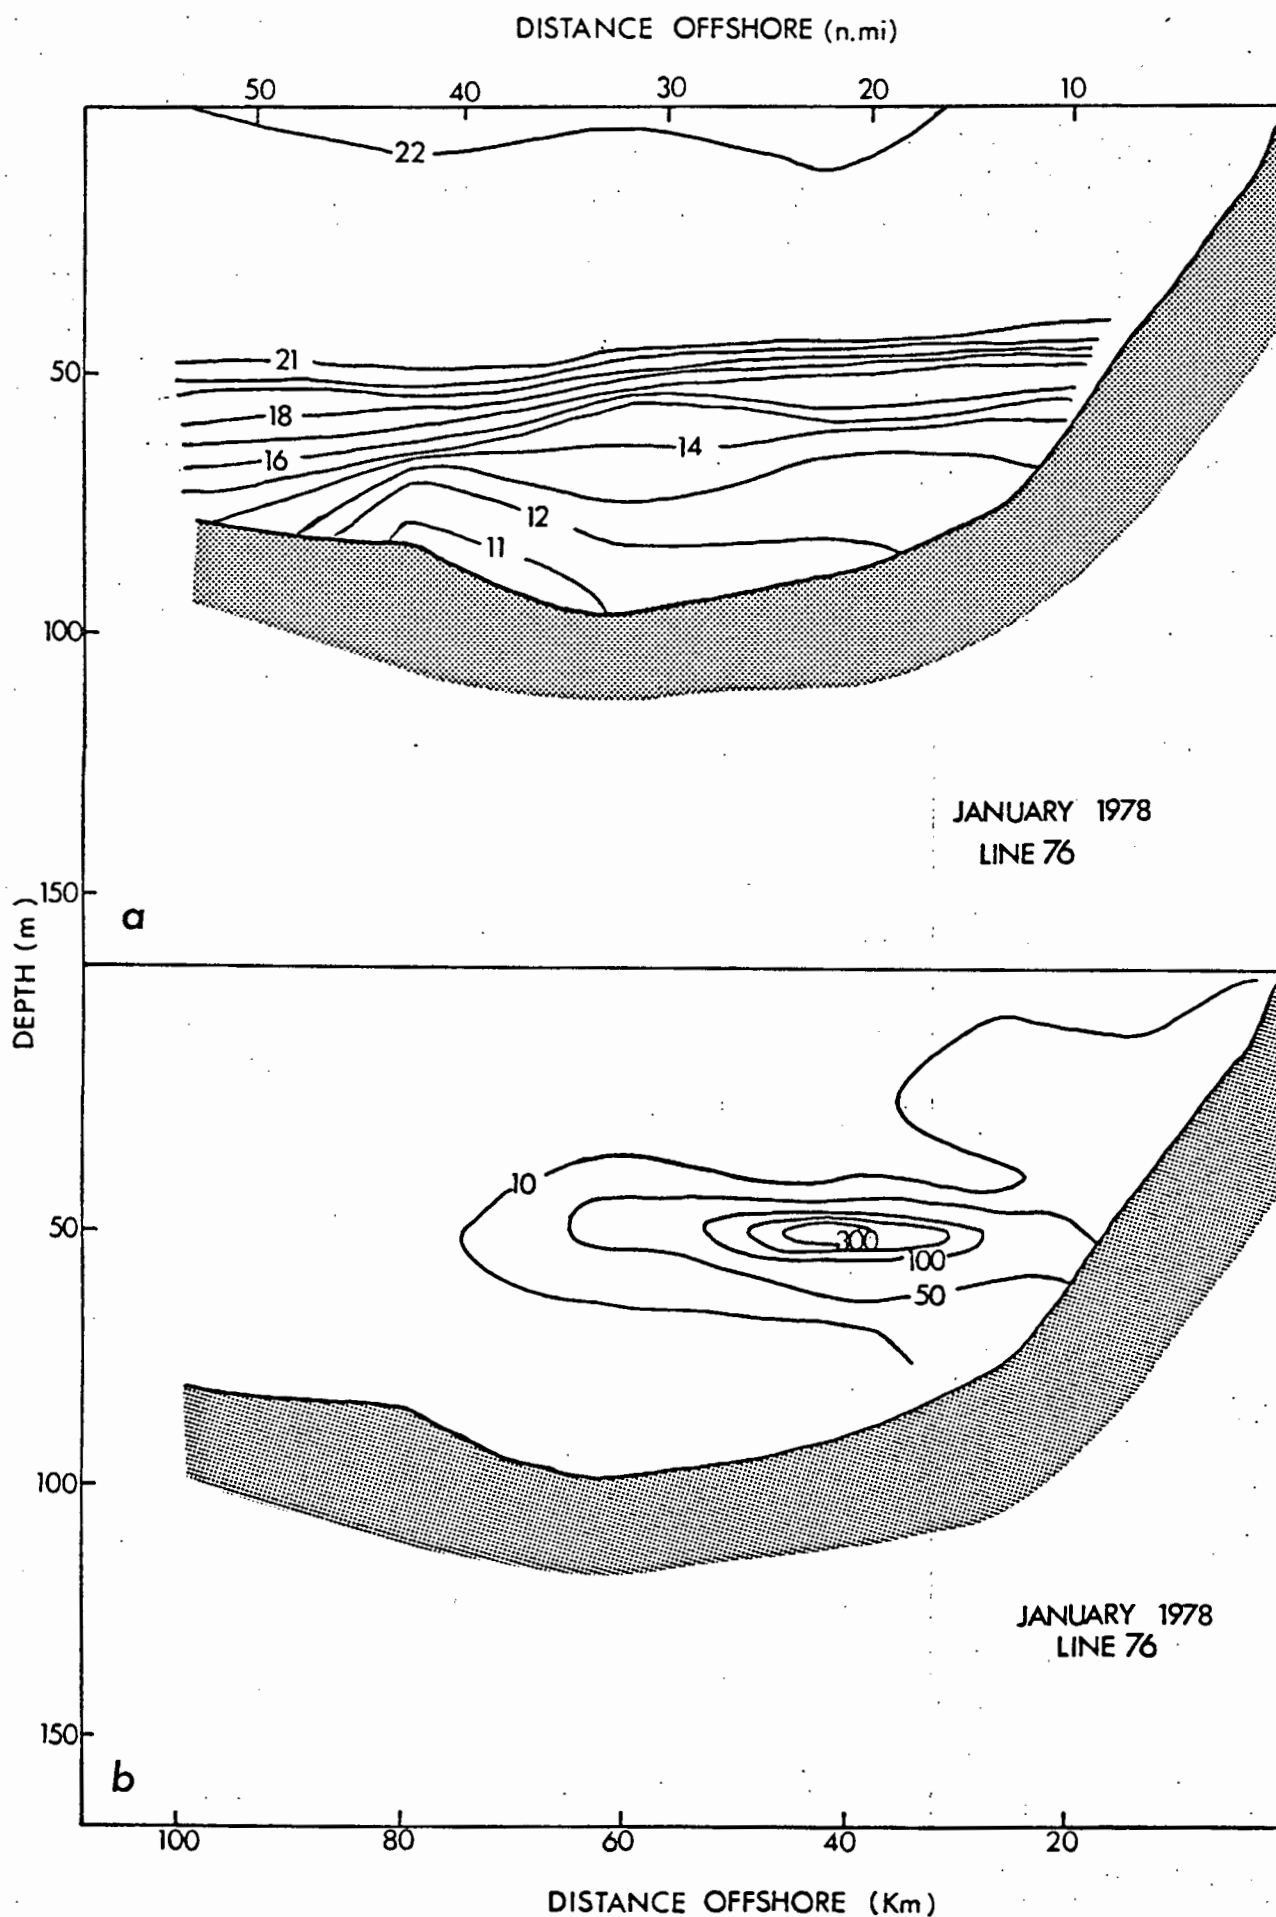 DISTANCE OFFSHORE (n.mi)
50 40 30 20 10
22
21
50
18
16
14
12
11
100
JANUARY 1978
LINE 76
150
a
DEPTH (m)
10
50
300
100
50
100
JANUARY 1978
LINE 76
150
b
100 80 60 40 20
DISTANCE OFFSHORE (Km)